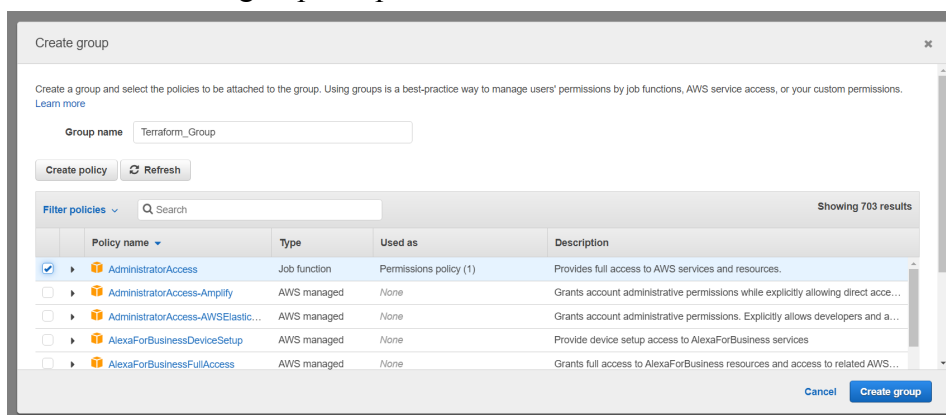 Create group
Create a group and select the policies to be attached to the group. Using groups is a best-practice way to manage users' permissions by job functions, AWS service access, or your custom permissions.
Learn more
Group name Terraform_Group
Create policy Refresh
Filter policies Search Showing 703 results
Policy name Type Used as Description
AdministratorAccess Job function Permissions policy (1) Provides full access to AWS services and resources.
AdministratorAccess-Amplify AWS managed None Grants account administrative permissions while explicitly allowing direct acce...
AdministratorAccess-AWSElastic... AWS managed None Grants account administrative permissions. Explicitly allows developers and a...
AlexaForBusinessDeviceSetup AWS managed None Provide device setup access to AlexaForBusiness services
AlexaForBusinessFullAccess AWS managed None Grants full access to AlexaForBusiness resources and access to related AWS...
Cancel Create group